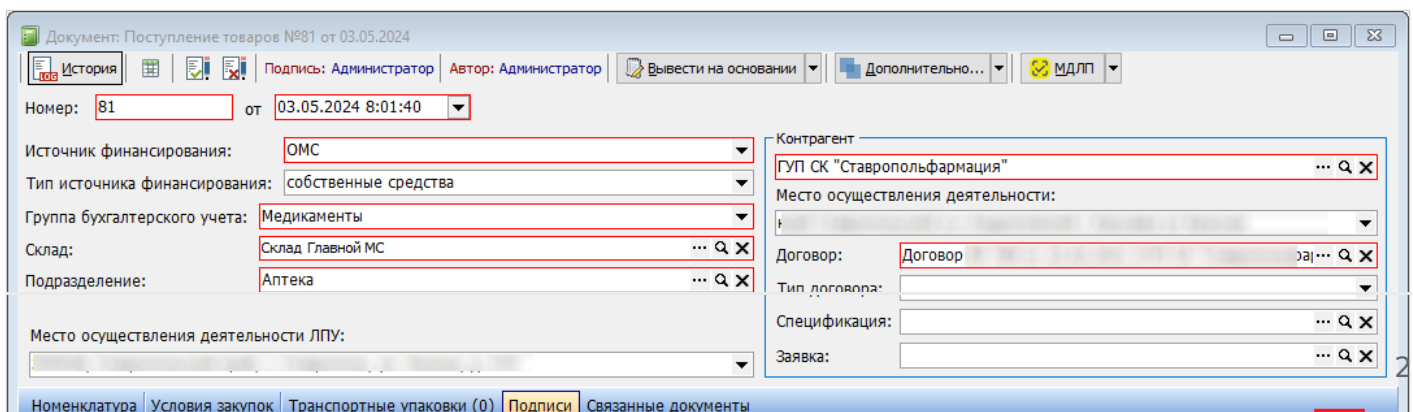 Документ: Поступление товаров №81 от 03.05.2024
LOG История Подпись: Администратор Автор: Администратор Вывести на основании Дополнительно... МДЛП
Номер: 81 от 03.05.2024 8:01:40
Источник финансирования: ОМС
Тип источника финансирования: собственные средства
Группа бухгалтерского учета: Медикаменты
Склад: Склад Главной МС
Подразделение: Аптека
Место осуществления деятельности ЛПУ:
Контрагент
ГУП СК "Ставропольфармация"
Место осуществления деятельности:
Договор: Договор
Тип договора:
Спецификация:
Заявка:
2
Номенклатура Условия закупок Транспортные упаковки (0) Подписи Связанные документы